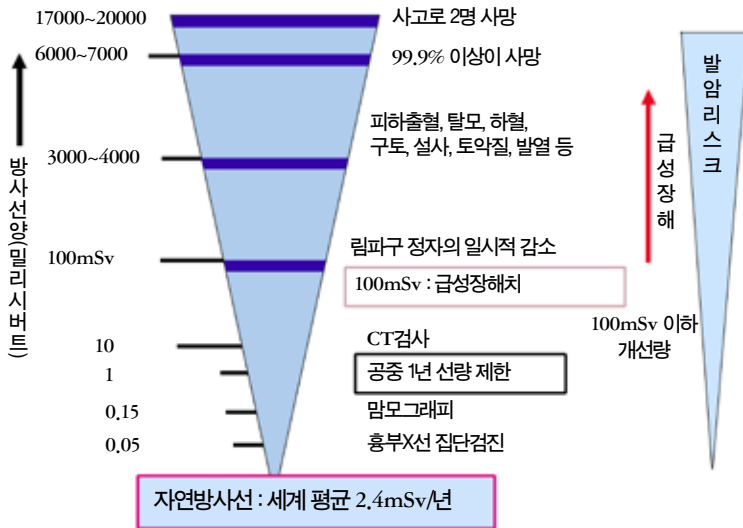 17000~20000
사고로 2명 사망
6000~7000
99.9% 이상이 사망
피하출혈, 탈모, 하혈,
구토, 설사, 토악질, 발열 등
3000~4000
림파구 정자의 일시적 감소
100mSv
100mSv : 급성장해치
CT검사
10
공중 1년 선량 제한
1
맘모그래피
0.15
흉부X선 집단검진
0.05
자연방사선 : 세계 평균 2.4mSv/년
방사선양(밀리시버트)
급성장해
발암리스크
100mSv 이하
개선량